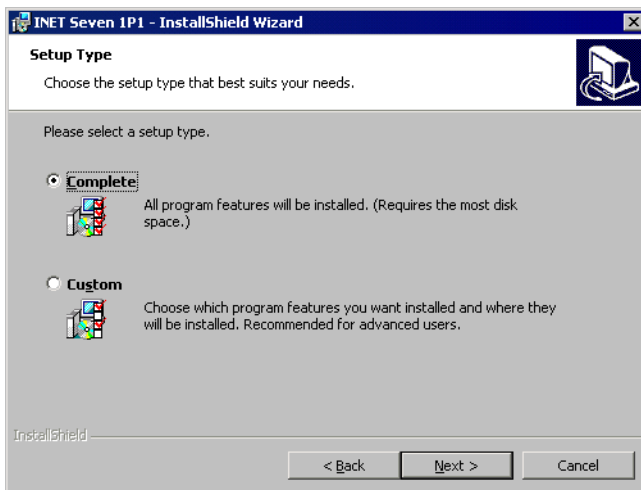 INET Seven 1P1 - InstallShield Wizard
Setup Type
Choose the setup type that best suits your needs.
Please select a setup type.
Complete
All program features will be installed. (Requires the most disk
space.)
Custom
Choose which program features you want installed and where they
will be installed. Recommended for advanced users.
InstallShield
< Back
Next >
Cancel